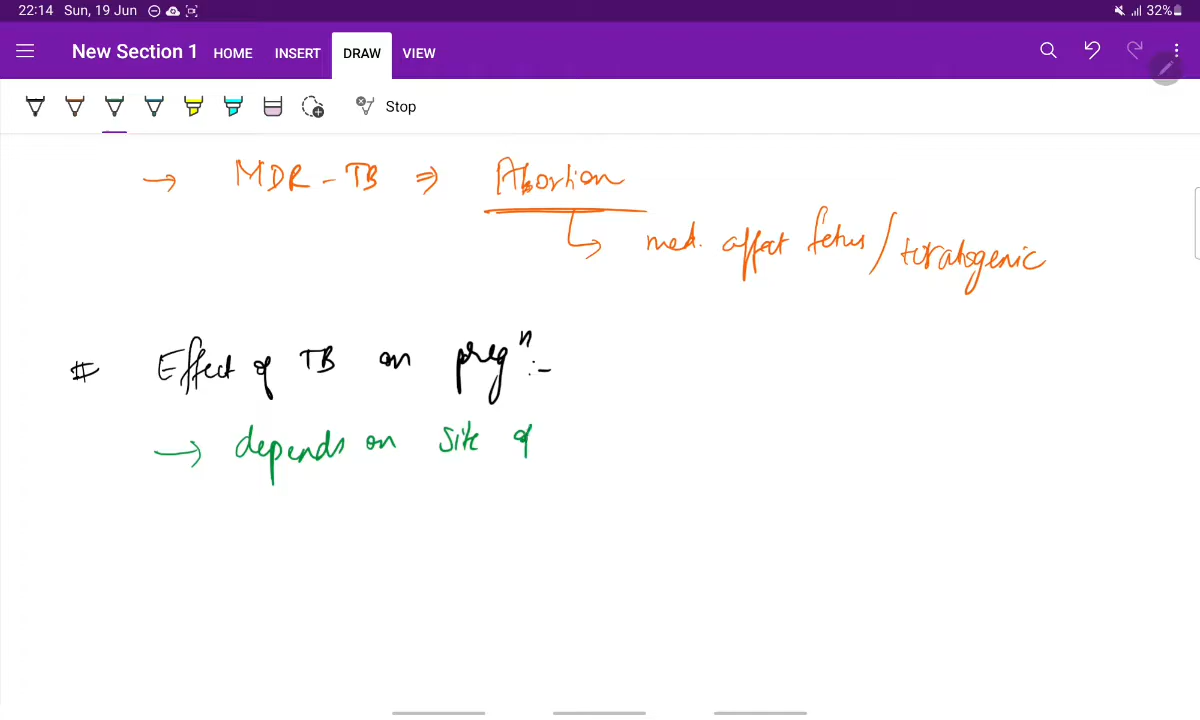 22:14 Sun, 19 Jun 32%
New Section 1 HOME INSERT DRAW VIEW
Stop
→ MDR-TB ⇒ Abortion
↳ med. affect fetus / teratogenic
# Effect of TB on pregⁿ :-
→ depends on site of